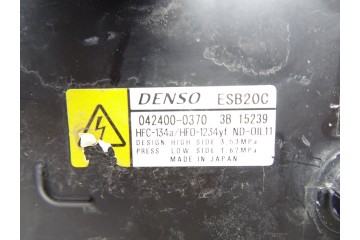 DENSO ESB20C
042400-0370 3B 15239
HFC-134a/HFO-1234yf ND-OIL11
DESIGN HIGH SIDE 3.53MPa
PRESS. LOW SIDE 1.67MPa
MADE IN JAPAN